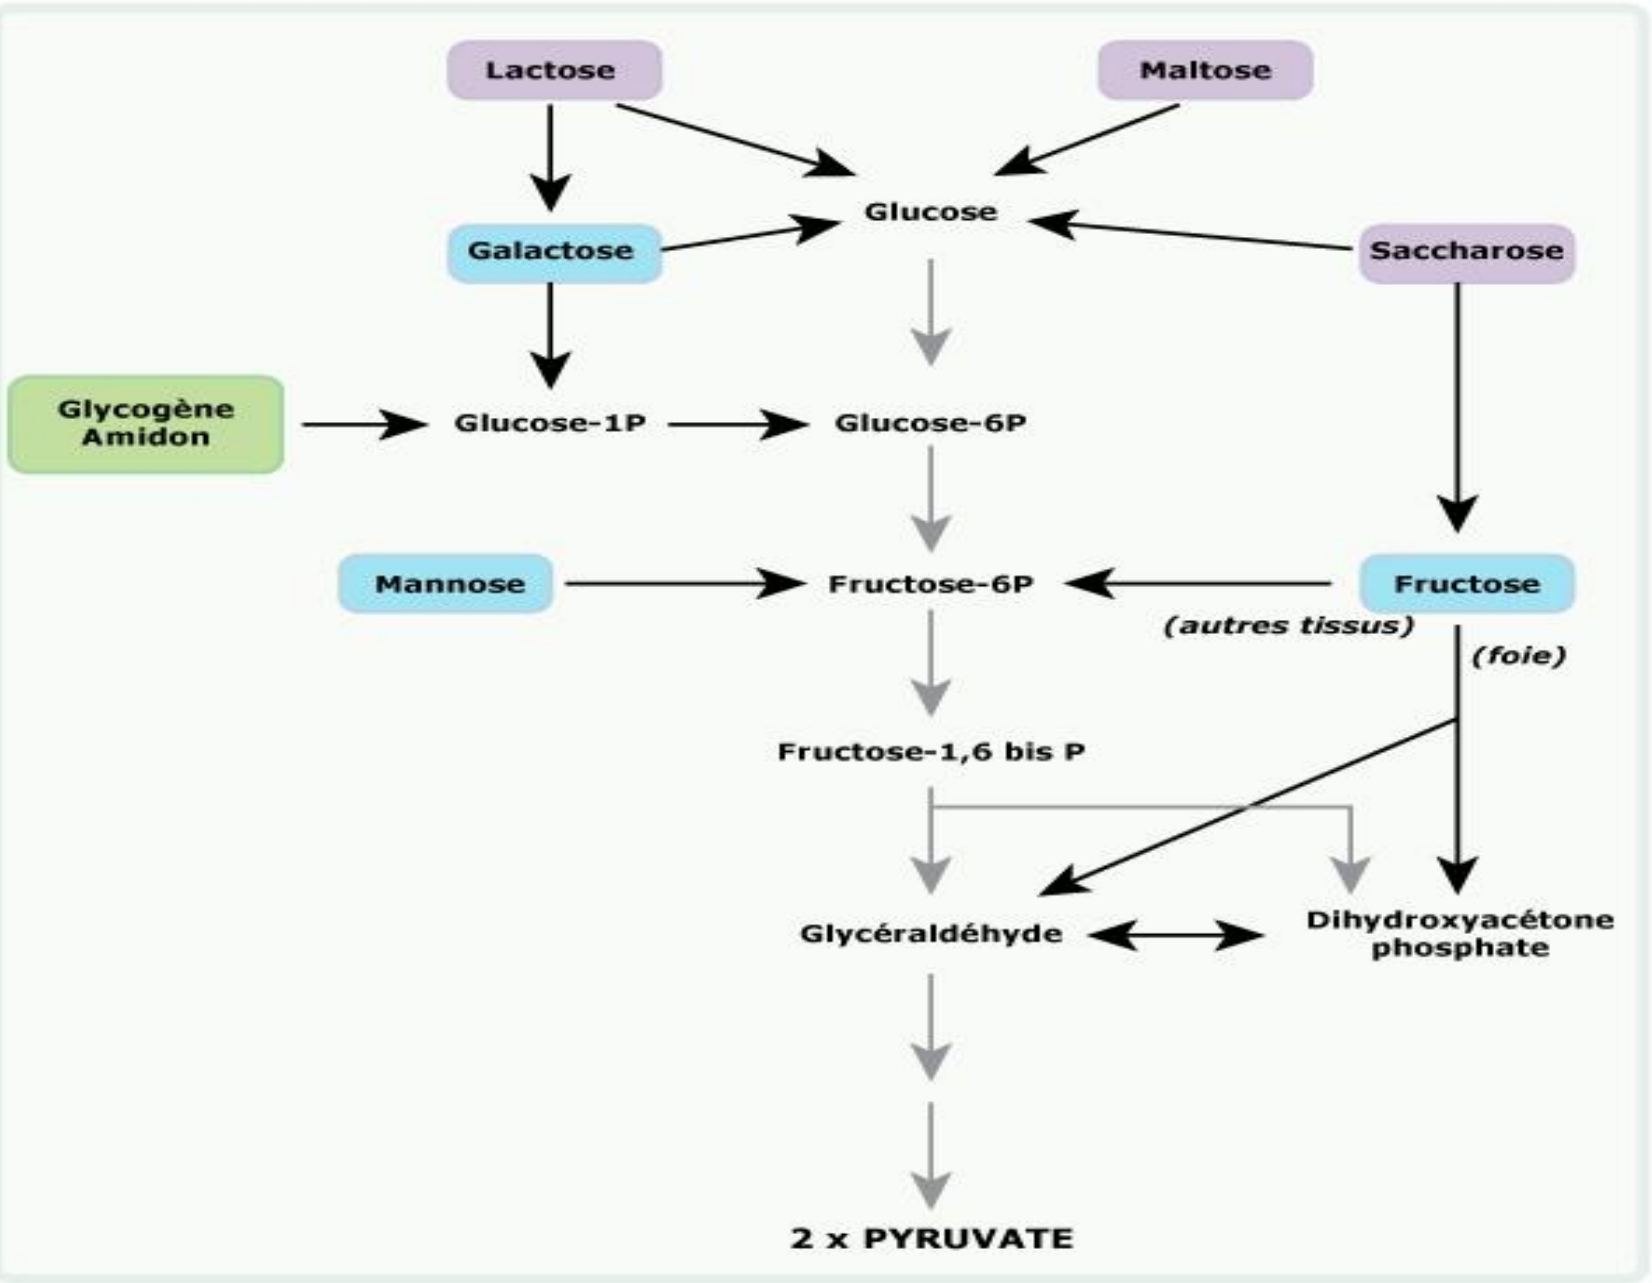 Lactose
Maltose
Glucose
Galactose
Saccharose
Glycogène
Amidon
Glucose-1P
Glucose-6P
Mannose
Fructose-6P
Fructose
(autres tissus)
(foie)
Fructose-1,6 bis P
Glycéraldéhyde
Dihydroxyacétone
phosphate
2 x PYRUVATE